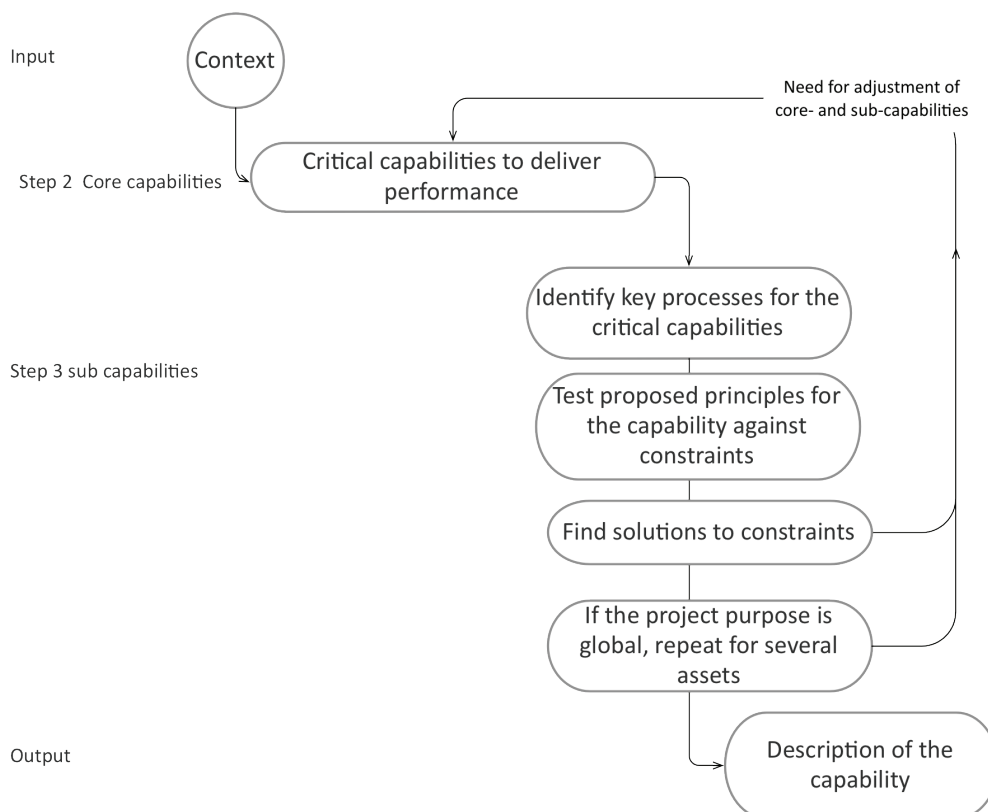 Input
Context
Need for adjustment of
core- and sub-capabilities
Critical capabilities to deliver
performance
Step 2  Core capabilities
Identify key processes for the
critical capabilities
Step 3 sub capabilities
Test proposed principles for
the capability against
constraints
Find solutions to constraints
If the project purpose is
global, repeat for several
assets
Output
Description of the
capability